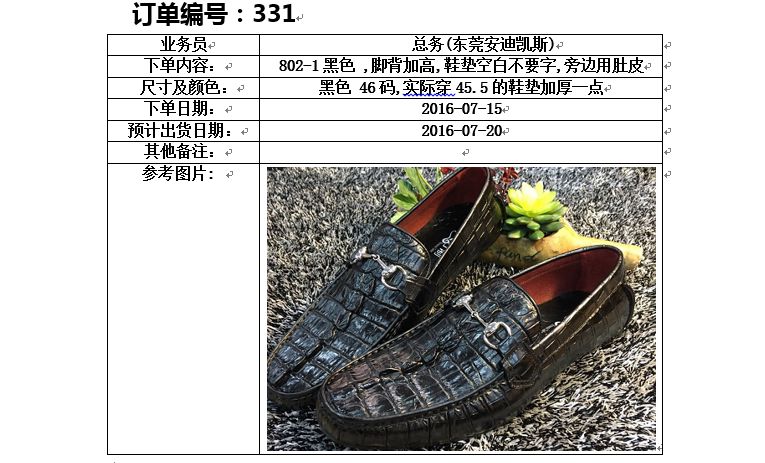 订单编号：331
业务员 总务(东莞安迪凯斯)
下单内容： 802-1黑色 ,脚背加高,鞋垫空白不要字,旁边用肚皮
尺寸及颜色： 黑色 46码,实际穿45.5的鞋垫加厚一点
下单日期： 2016-07-15
预计出货日期： 2016-07-20
其他备注：
参考图片：